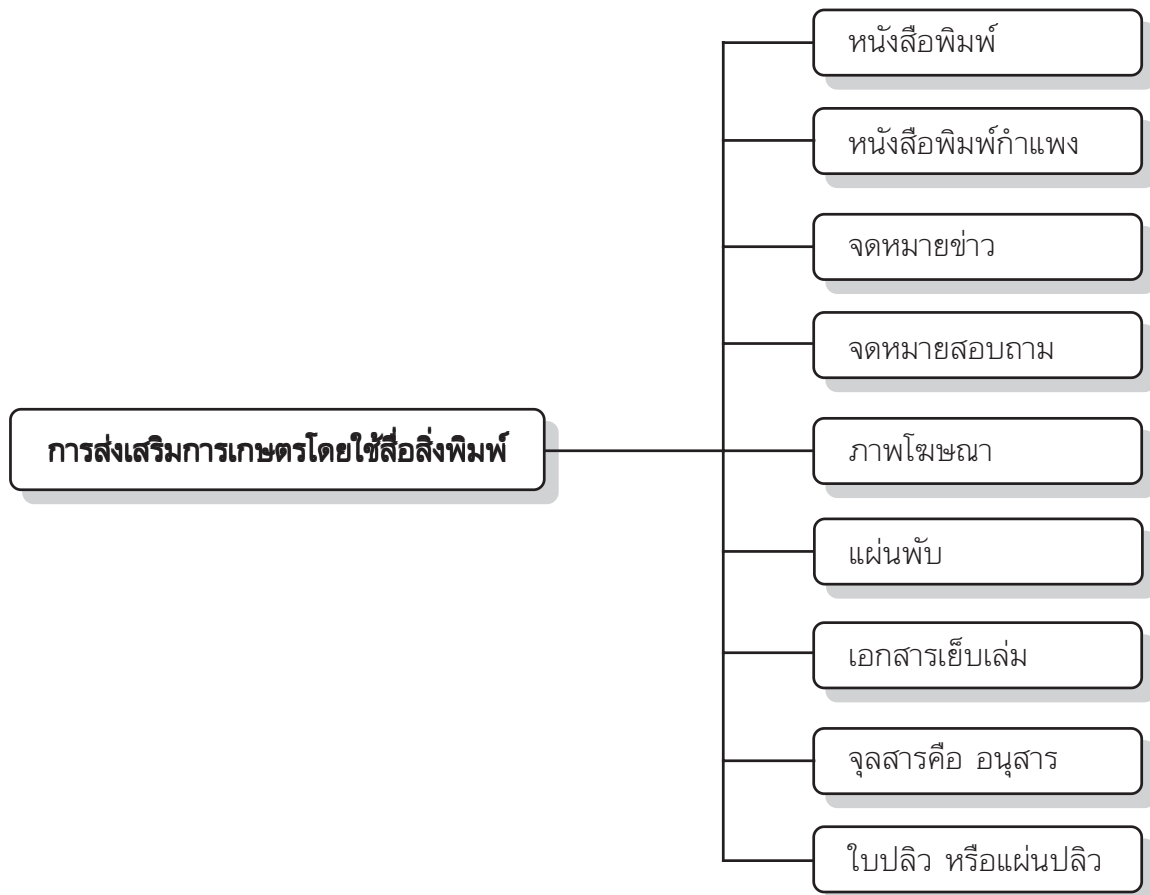 หนังสือพิมพ์
หนังสือพิมพ์กำแพง
จดหมายข่าว
จดหมายสอบถาม
การส่งเสริมการเกษตรโดยใช้สื่อสิ่งพิมพ์
ภาพโฆษณา
แผ่นพับ
เอกสารเย็บเล่ม
จุลสารคือ อนุสาร
ใบปลิว หรือแผ่นปลิว